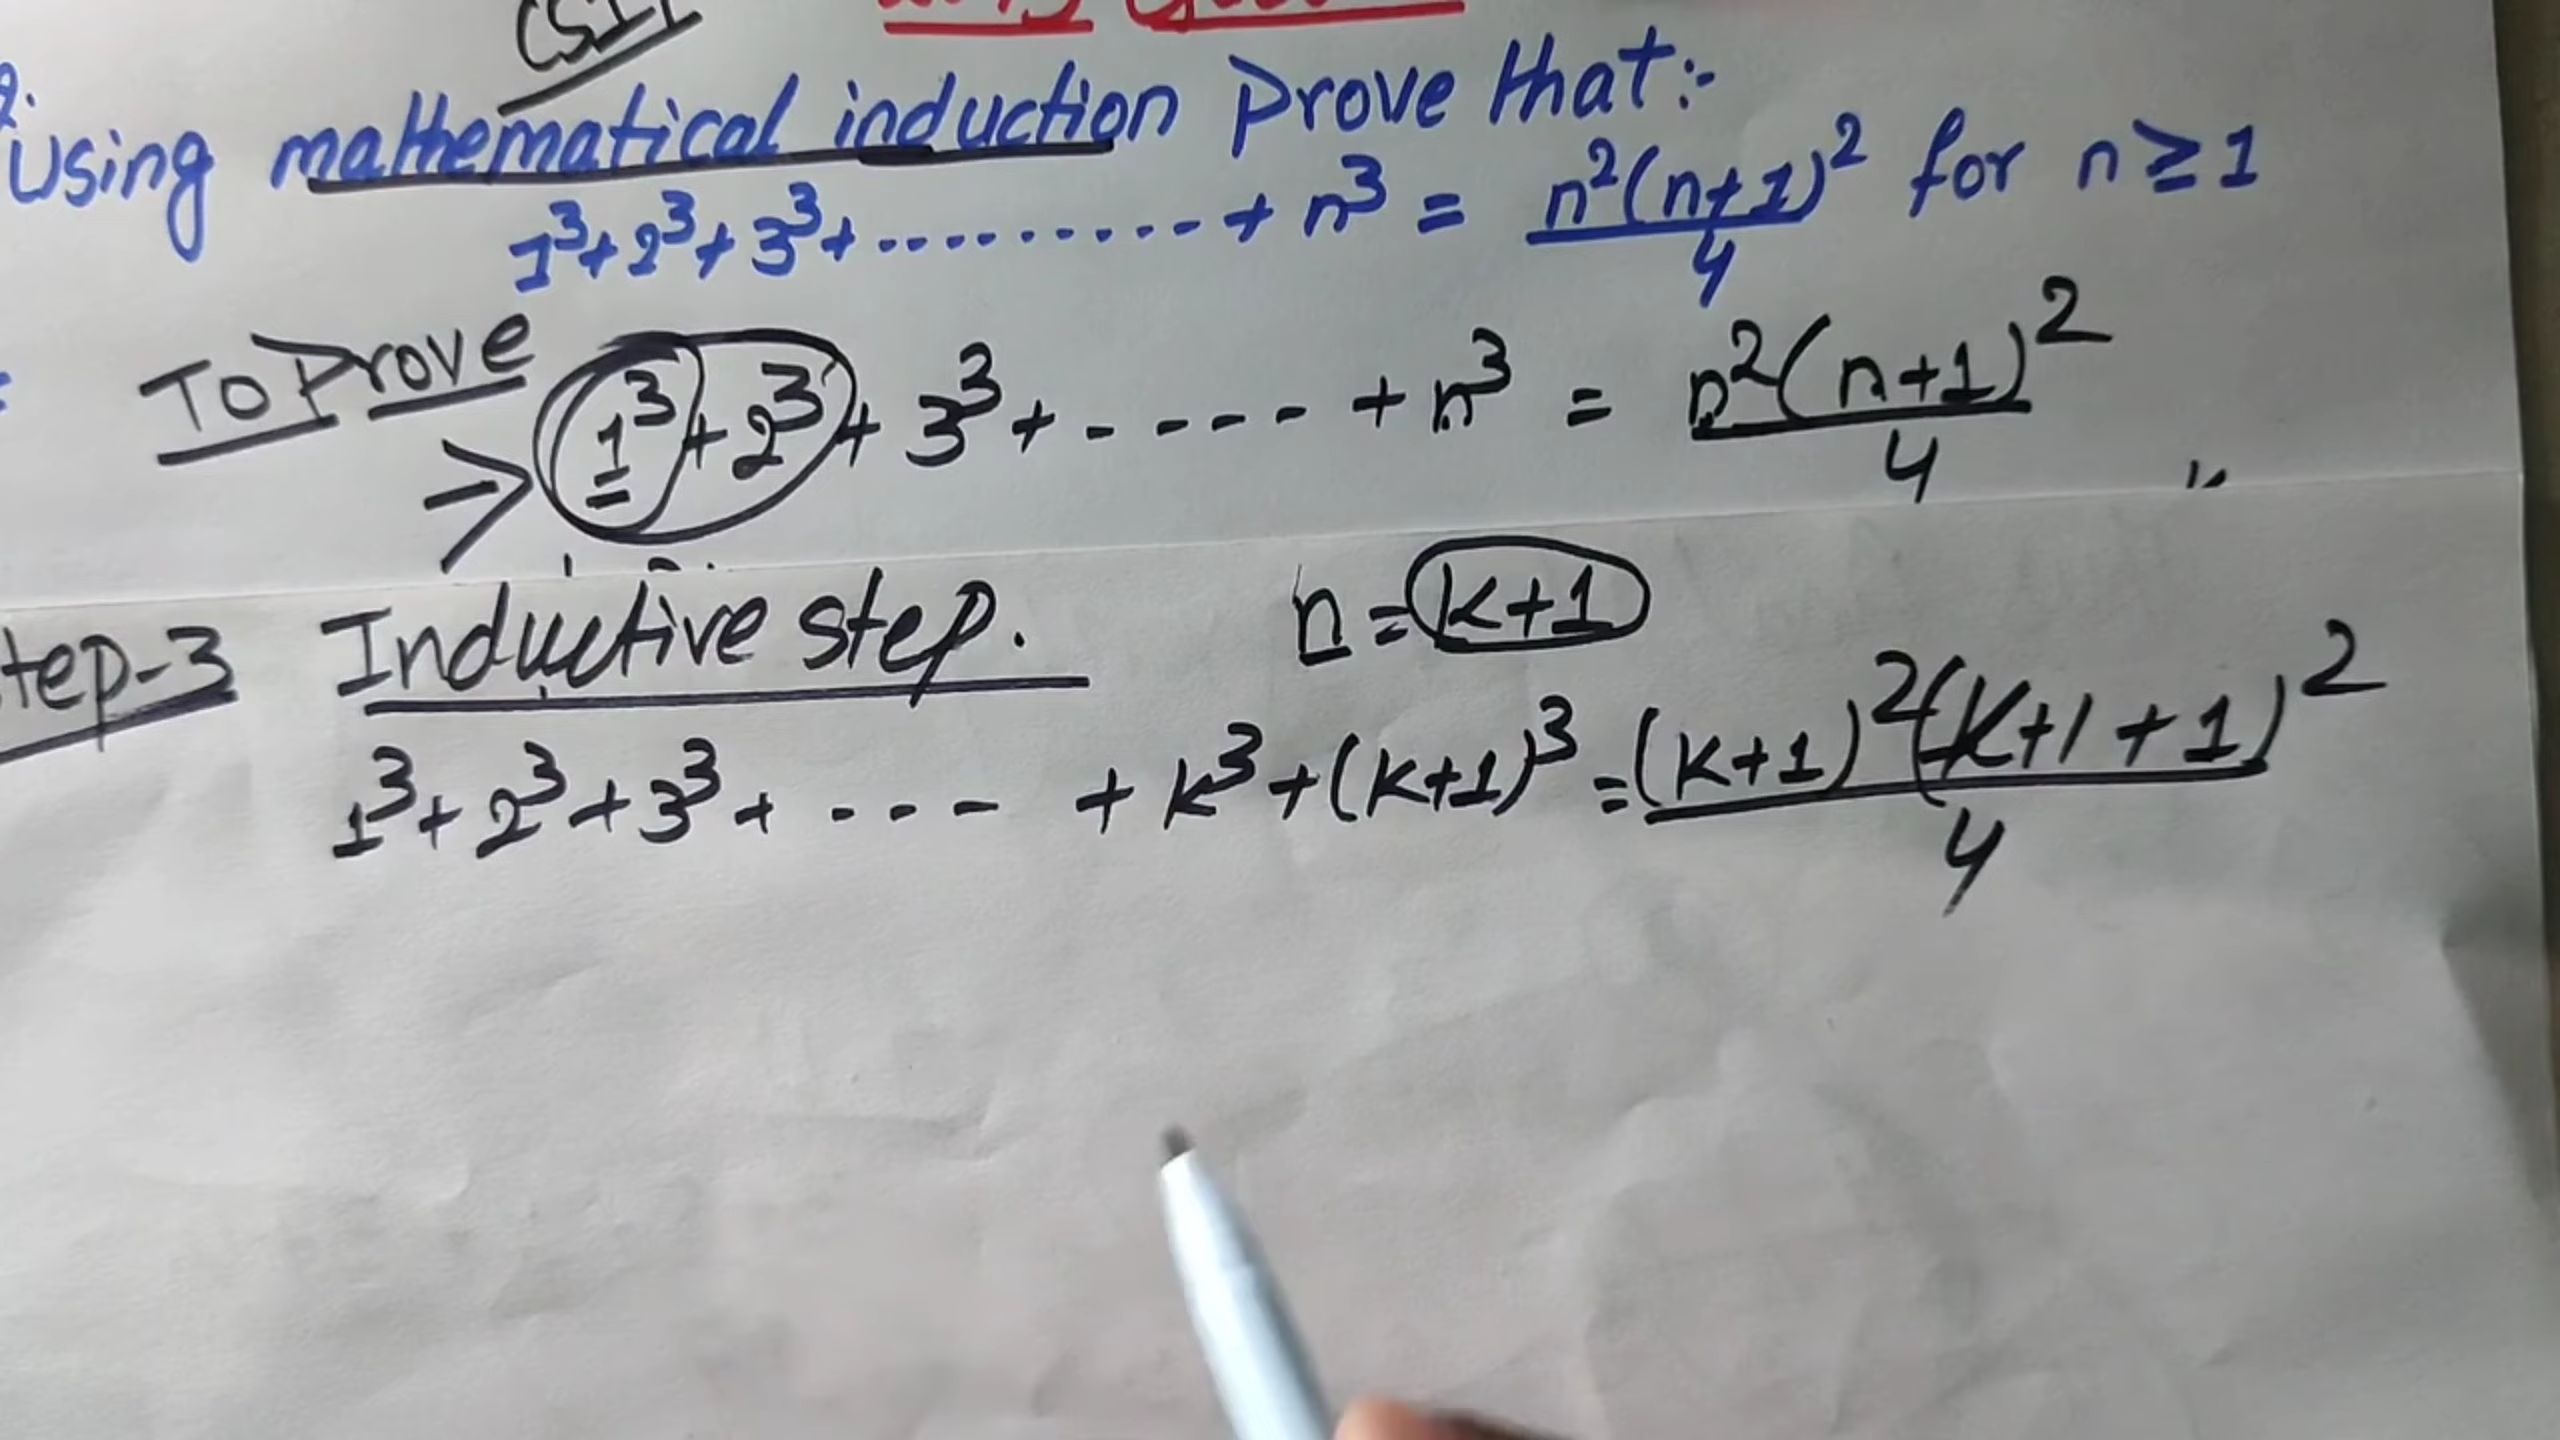 Using mathematical induction Prove that:-
1³+2³+3³+..........+ n³ = n²(n+1)²/4 for n≥1
To Prove
=> 1³+2³+3³+-----+n³ = n²(n+1)²/4
Step-3 Inductive step. n=k+1
1³+2³+3³+--- +k³+(k+1)³=(k+1)²(k+1+1)²/4